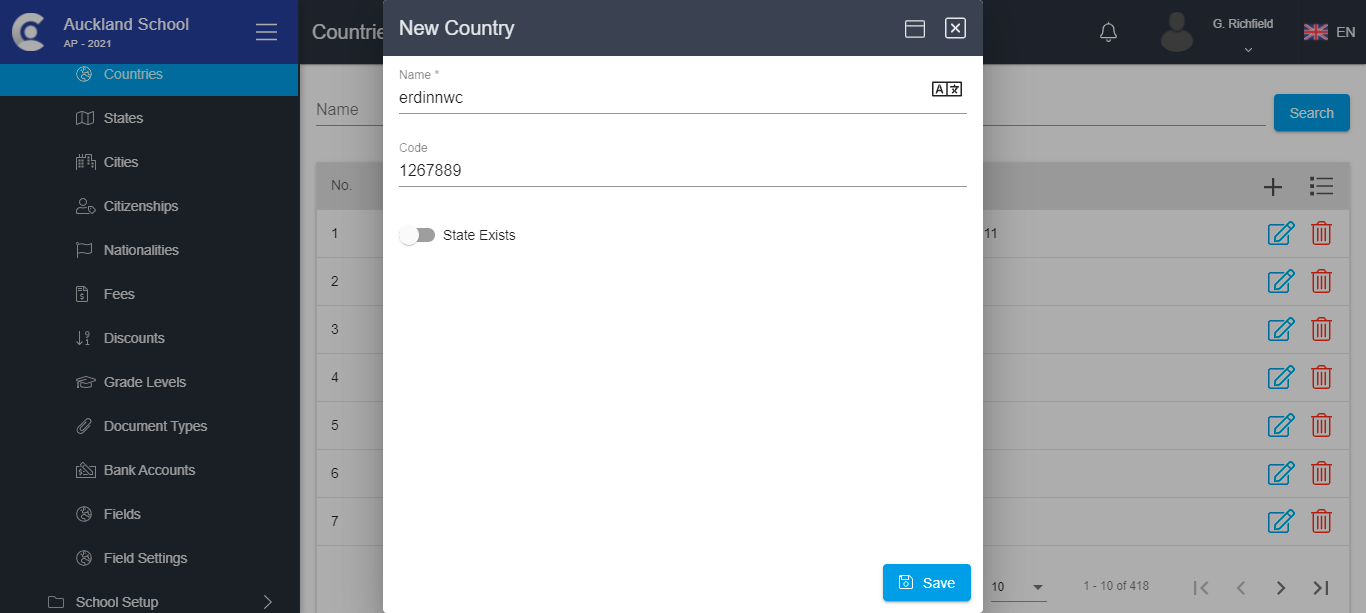 Auckland School
AP - 2021
Countries
States
Cities
Citizenships
Nationalities
Fees
Discounts
Grade Levels
Document Types
Bank Accounts
Fields
Field Settings
School Setup
Countrie
G. Richfield
EN
Name
Search
No.
1
11
2
3
4
5
6
7
10
1 - 10 of 418
New Country
Name *
erdinnwc
Code
1267889
State Exists
Save